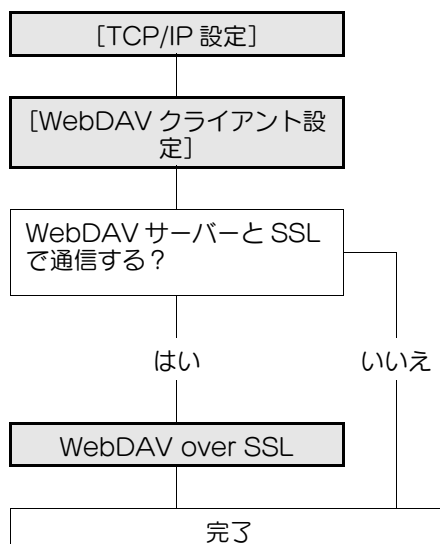 [TCP/IP 設定]
[WebDAV クライアント設
定]
WebDAV サーバーと SSL
で通信する？
はい
いいえ
WebDAV over SSL
完了